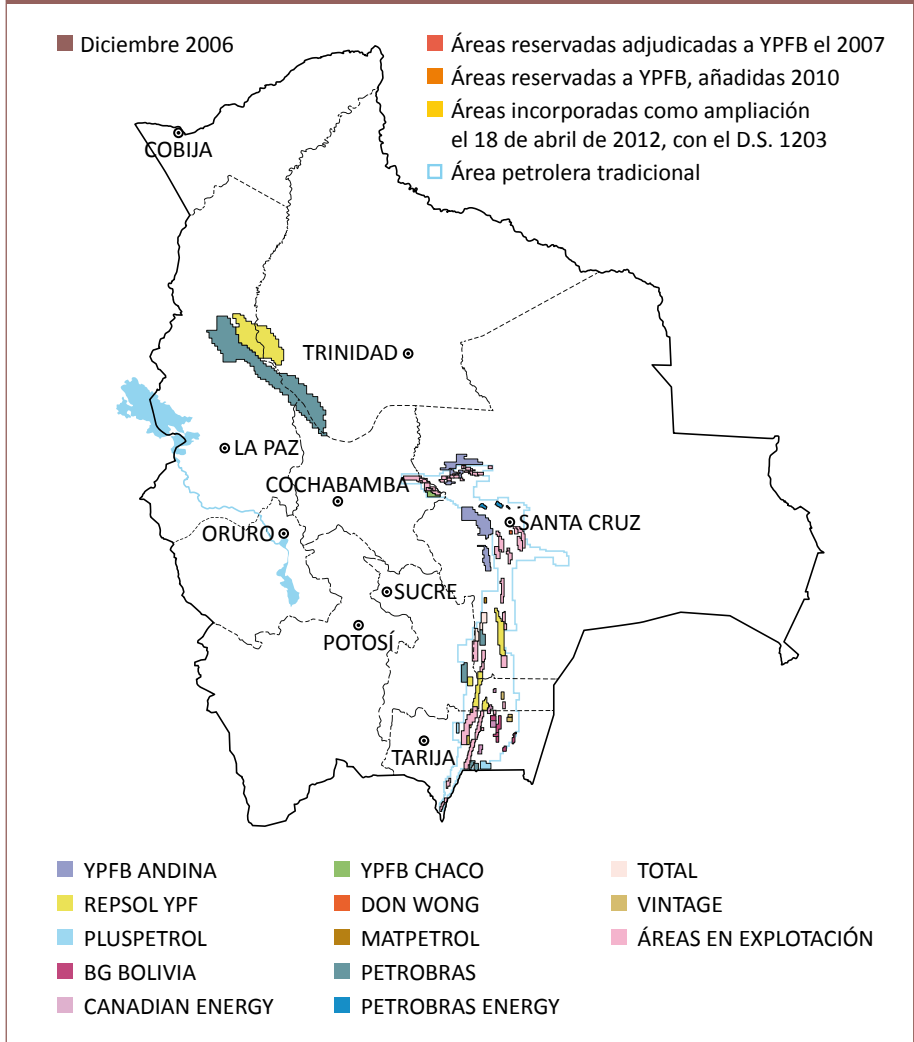 Diciembre 2006
Áreas reservadas adjudicadas a YPFB el 2007
Áreas reservadas a YPFB, añadidas 2010
Áreas incorporadas como ampliación
el 18 de abril de 2012, con el D.S. 1203
Área petrolera tradicional
COBIJA
TRINIDAD
LA PAZ
COCHABAMBA
SANTA CRUZ
ORURO
SUCRE
POTOSÍ
TARIJA
YPFB ANDINA
REPSOL YPF
PLUSPETROL
BG BOLIVIA
CANADIAN ENERGY
YPFB CHACO
DON WONG
MATPETROL
PETROBRAS
PETROBRAS ENERGY
TOTAL
VINTAGE
ÁREAS EN EXPLOTACIÓN